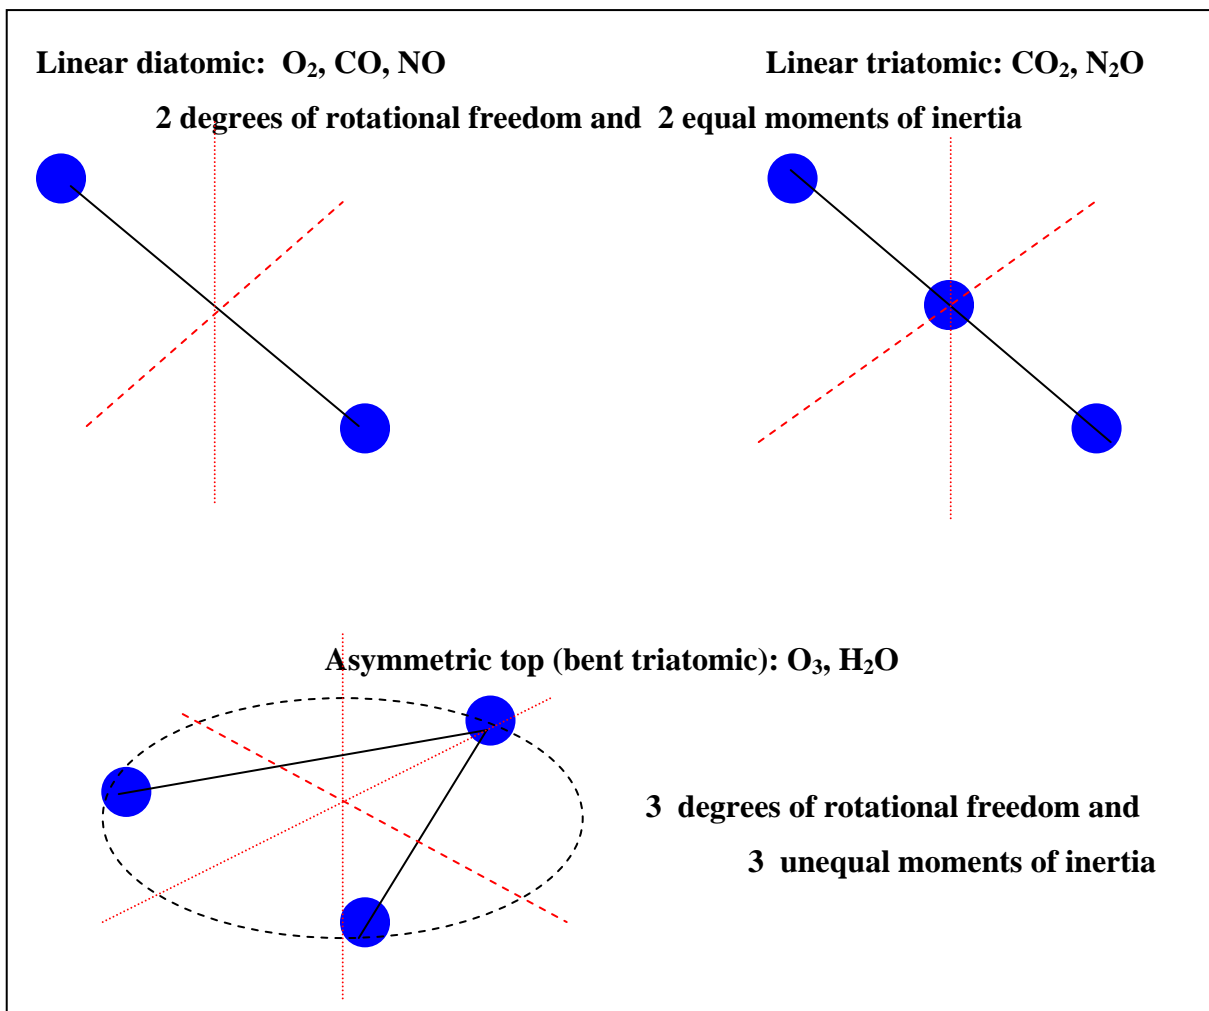 Linear diatomic: O₂, CO, NO
Linear triatomic: CO₂, N₂O
2 degrees of rotational freedom and 2 equal moments of inertia
Asymmetric top (bent triatomic): O₃, H₂O
3 degrees of rotational freedom and
3 unequal moments of inertia